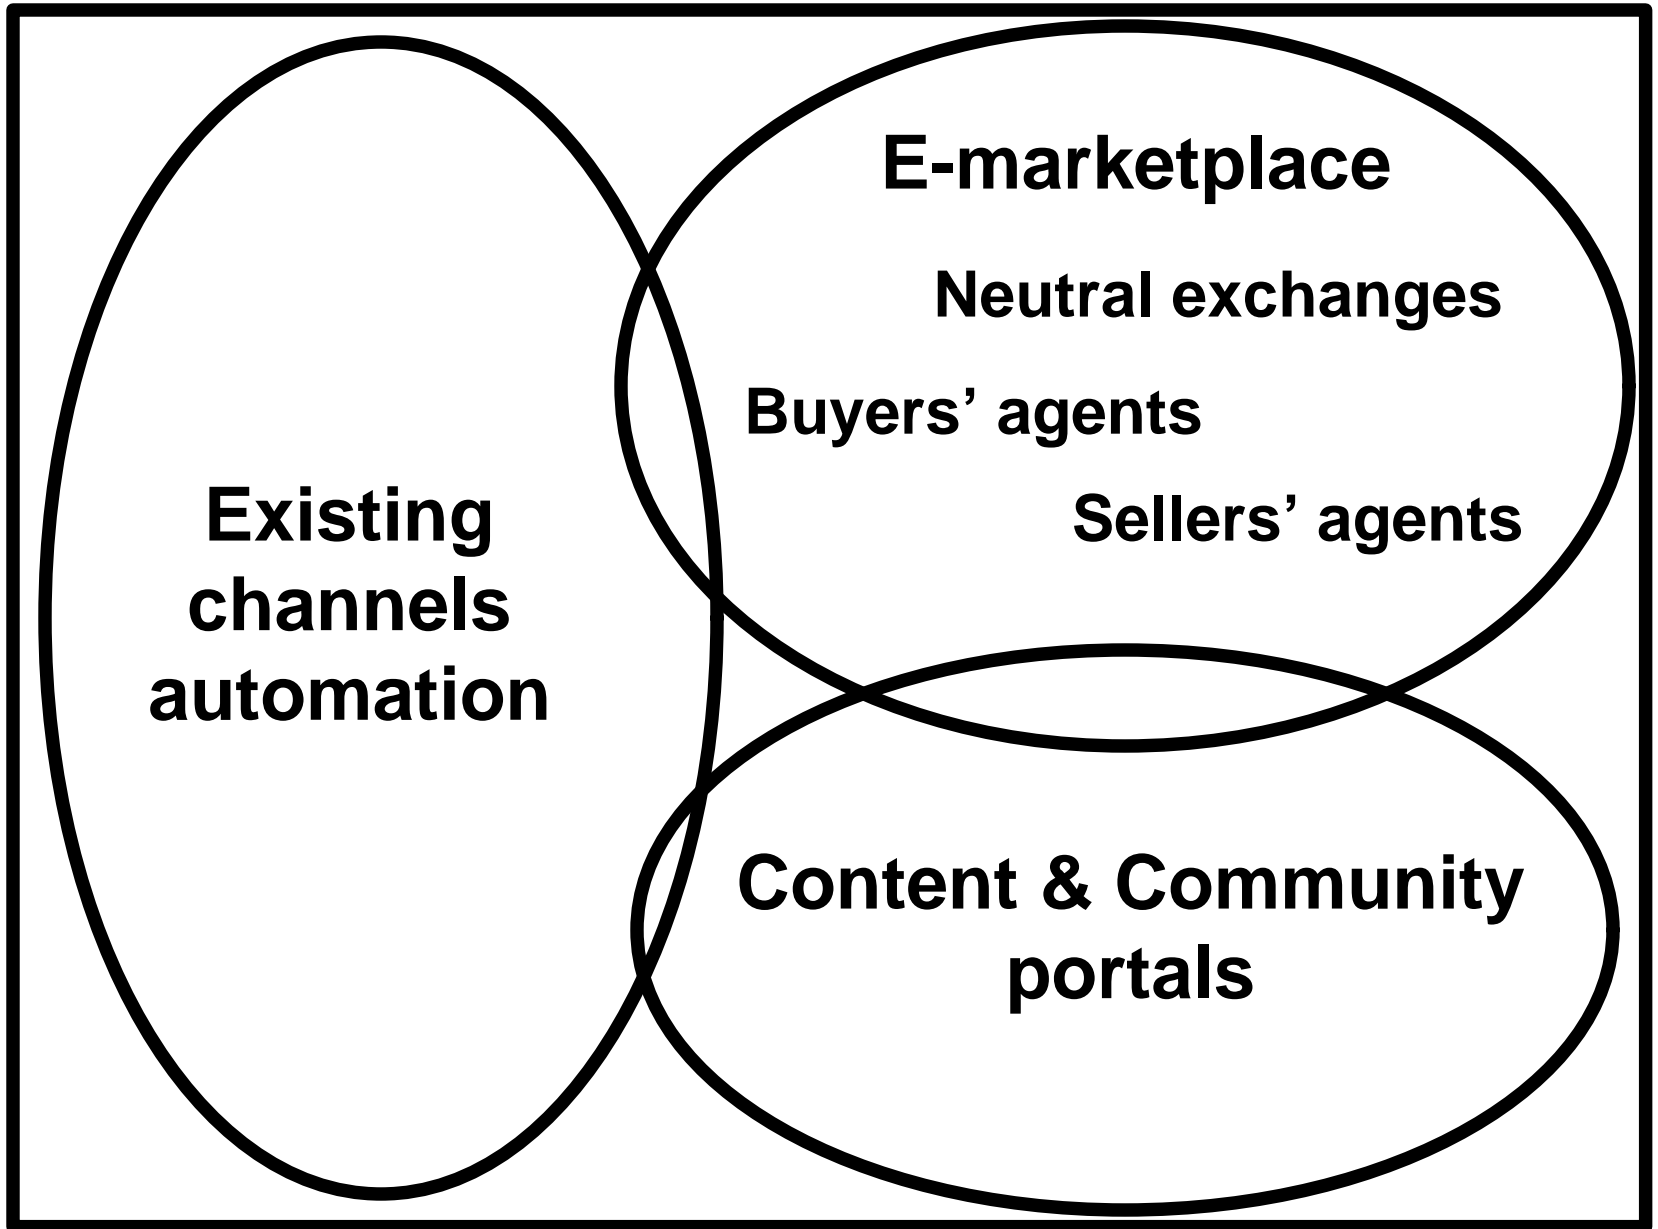 E-marketplace
Neutral exchanges
Buyers’ agents
Sellers’ agents
Existing
channels
automation
Content & Community
portals